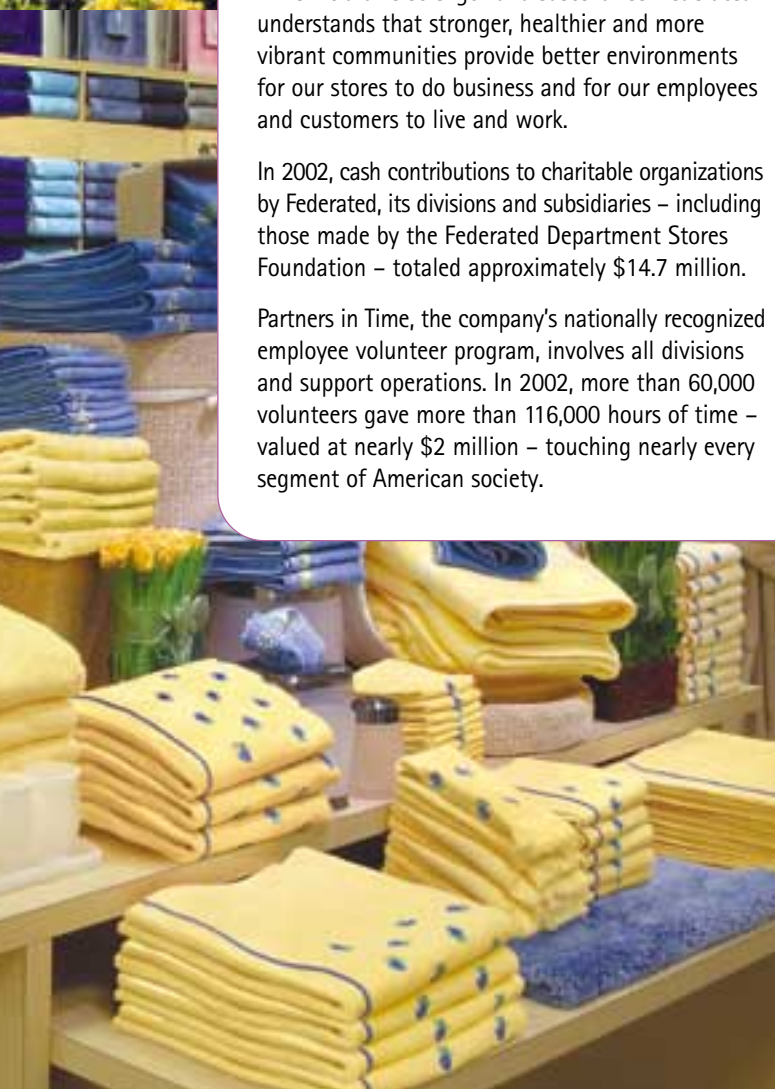 understands that stronger, healthier and more
vibrant communities provide better environments
for our stores to do business and for our employees
and customers to live and work.
In 2002, cash contributions to charitable organizations
by Federated, its divisions and subsidiaries – including
those made by the Federated Department Stores
Foundation – totaled approximately $14.7 million.
Partners in Time, the company's nationally recognized
employee volunteer program, involves all divisions
and support operations. In 2002, more than 60,000
volunteers gave more than 116,000 hours of time –
valued at nearly $2 million – touching nearly every
segment of American society.